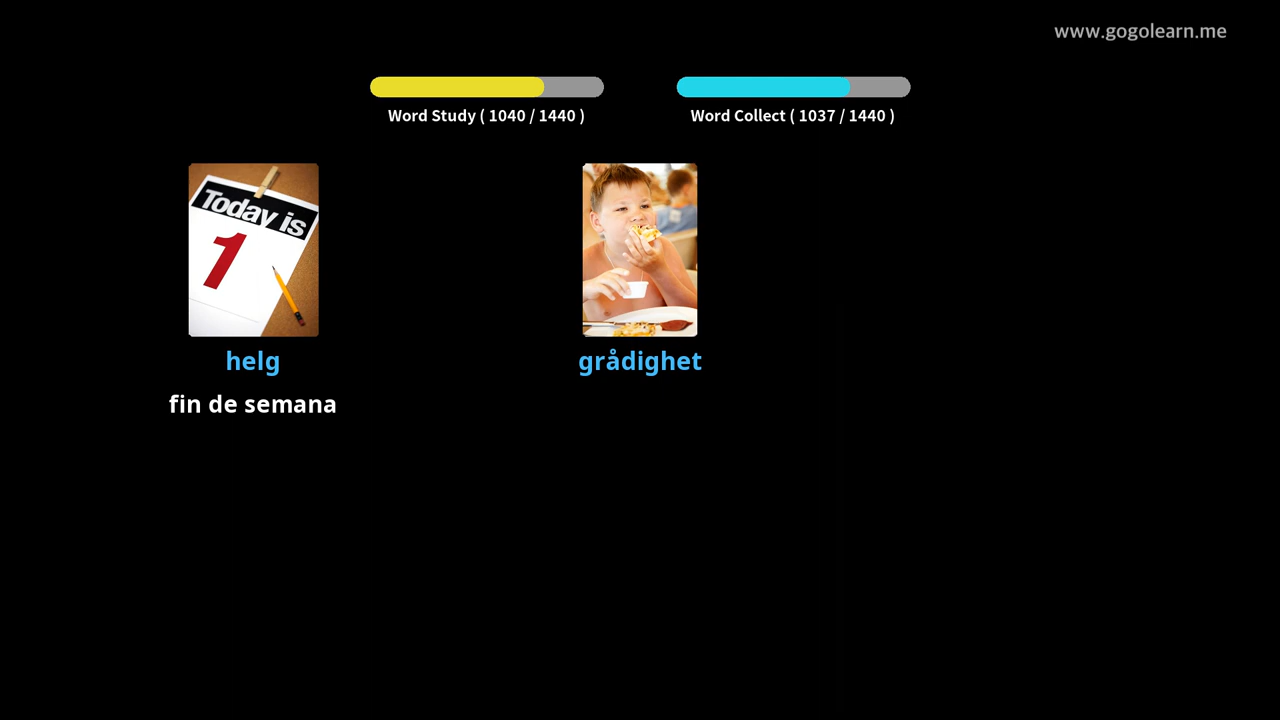 www.gogolearn.me
Word Study ( 1040 / 1440 )
Word Collect ( 1037 / 1440 )
Today is
1
helg
grådighet
fin de semana